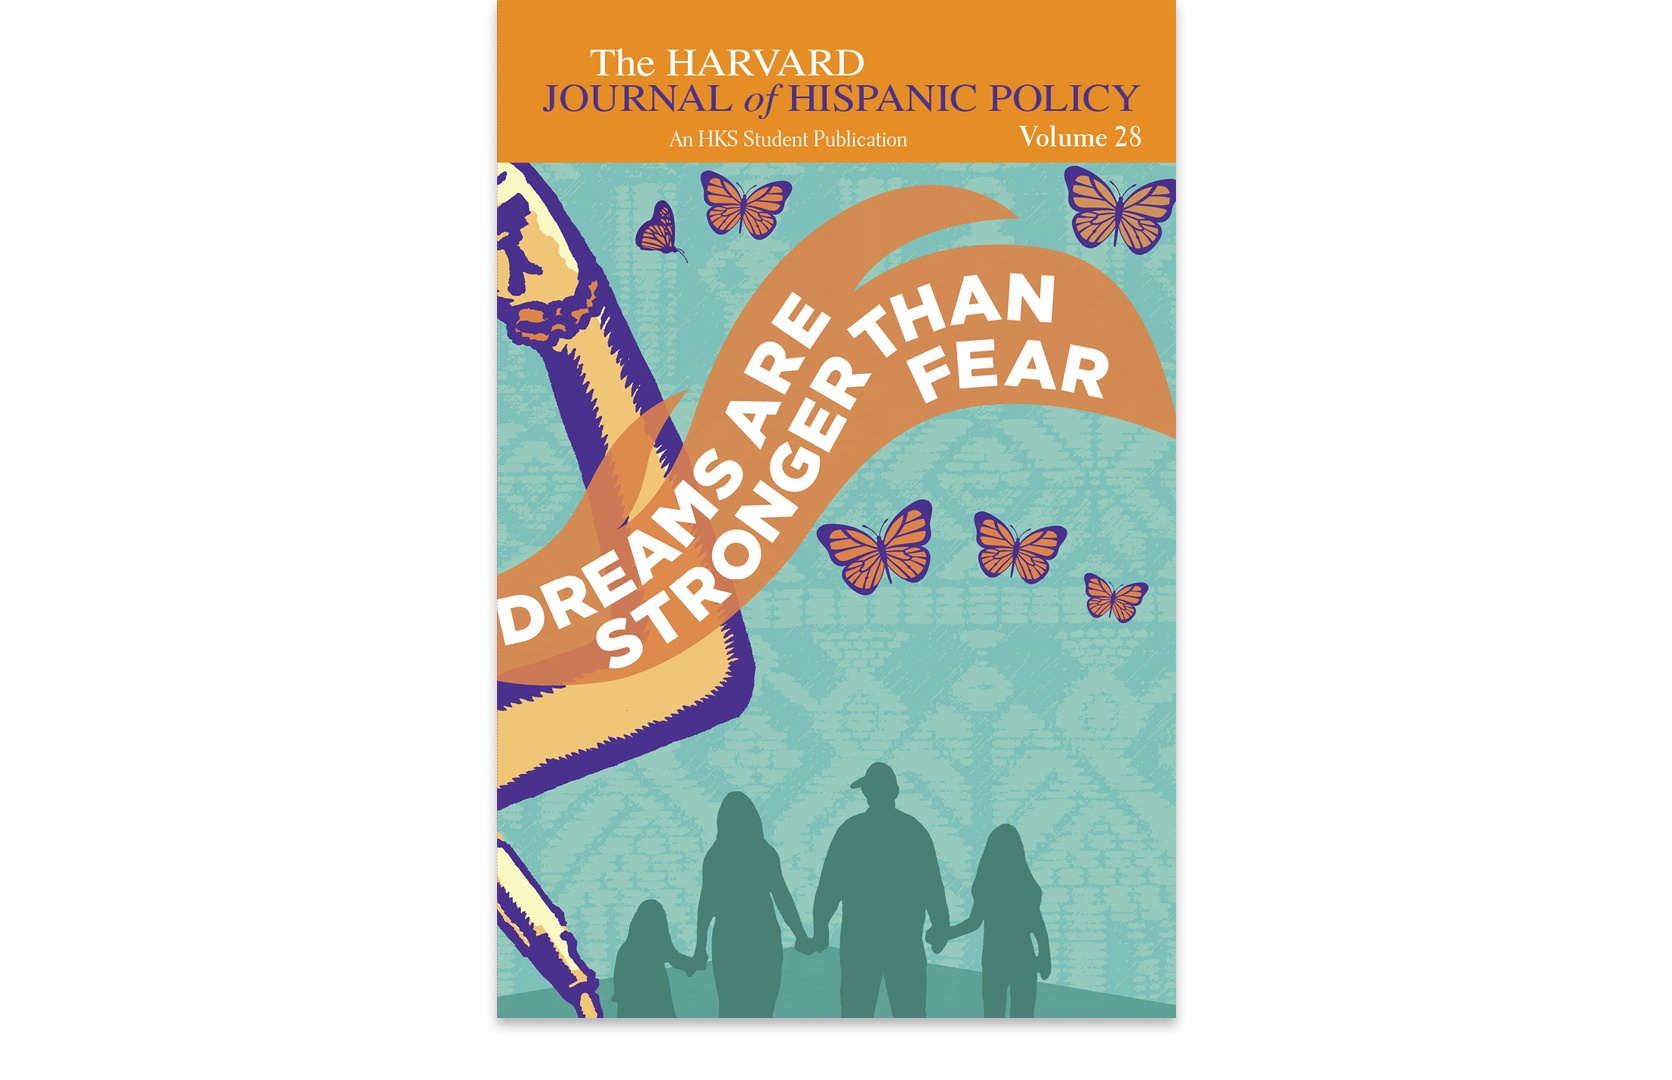 The HARVARD
JOURNAL of HISPANIC POLICY
An HKS Student Publication
Volume 28
DREAMS ARE
STRONGER THAN
FEAR